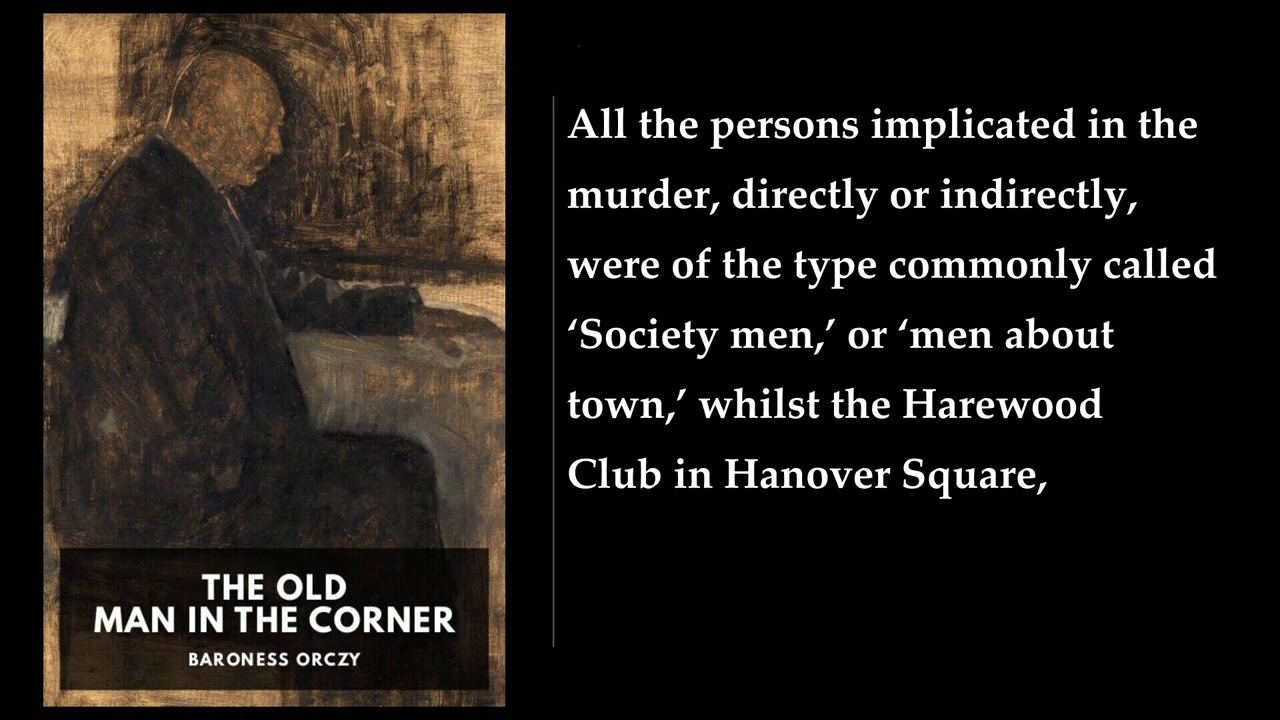 All the persons implicated in the
murder, directly or indirectly,
were of the type commonly called
‘Society men,’ or ‘men about
town,’ whilst the Harewood
Club in Hanover Square,
THE OLD
MAN IN THE CORNER
BARONESS ORCZY